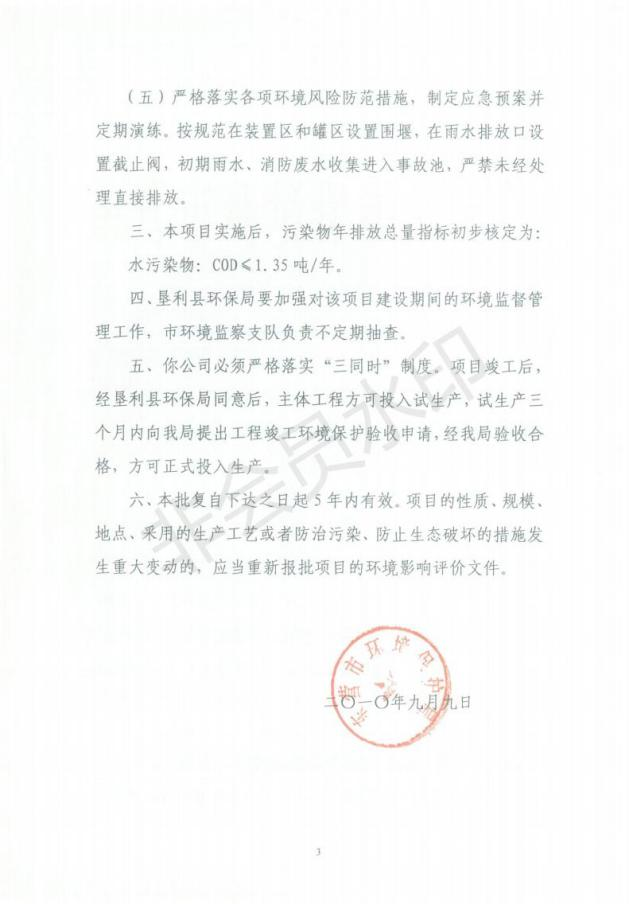 （五）严格落实各项环境风险防范措施，制定应急预案并
定期演练。按规范在装置区和罐区设置围堰，在雨水排放口设
置截止阀，初期雨水、消防废水收集进入事故池，严禁未经处
理直接排放。
三、本项目实施后，污染物年排放总量指标初步核定为：
水污染物：COD≤1.35吨/年。
四、垦利县环保局要加强对该项目建设期间的环境监督管
理工作，市环境监察支队负责不定期抽查。
五、你公司必须严格落实“三同时”制度。项目竣工后，
经垦利县环保局同意后，主体工程方可投入试生产，试生产三
个月内向我局提出工程竣工环境保护验收申请，经我局验收合
格，方可正式投入生产。
六、本批复自下达之日起5年内有效。项目的性质、规模、
地点、采用的生产工艺或者防治污染、防止生态破坏的措施发
生重大变动的，应当重新报批项目的环境影响评价文件。
东营市环境保护局
二〇一〇年九月九日
3
非会员水印